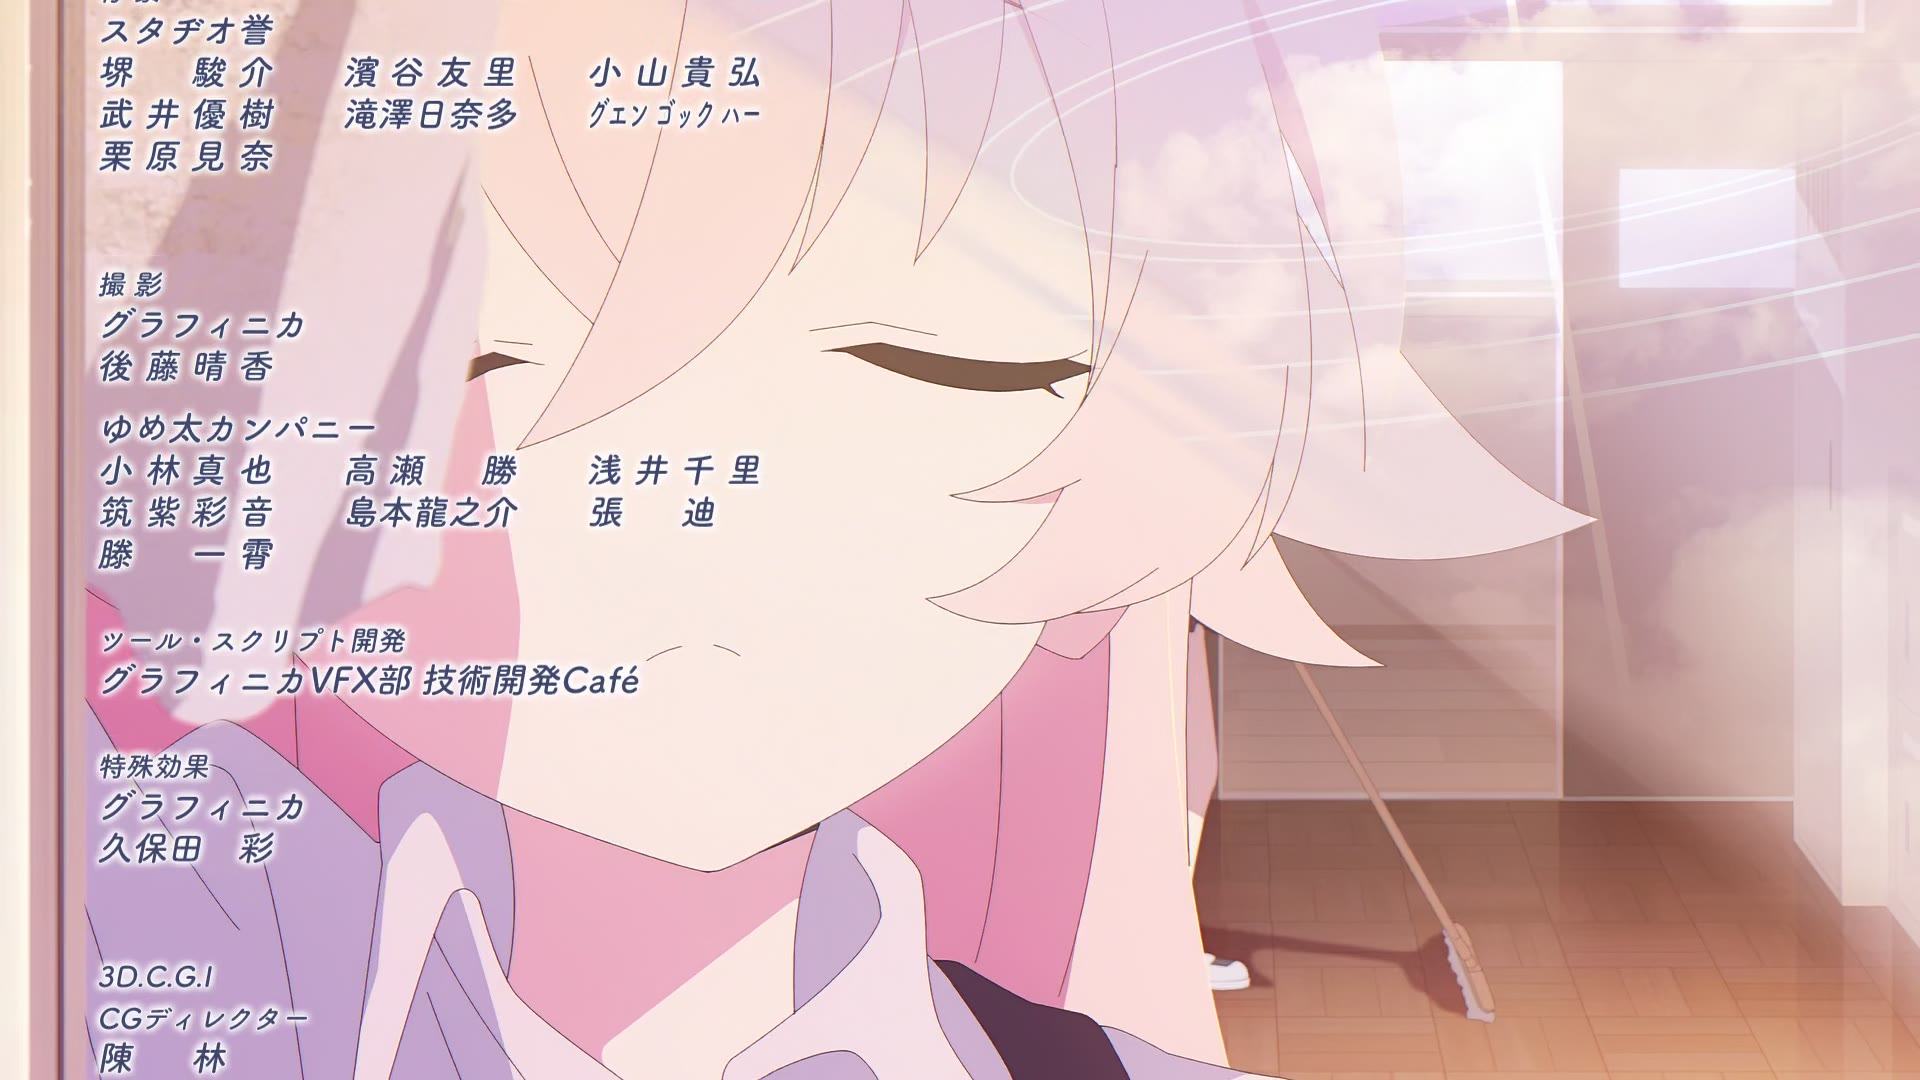 スタヂオ誉
堺 駿介 濱谷友里 小山貴弘
武井優樹 滝澤日奈多 グエン ゴック ハー
栗原見奈
撮影
グラフィニカ
後藤晴香
ゆめ太カンパニー
小林真也 高瀬 勝 浅井千里
筑紫彩音 島本龍之介 張 迪
滕 一霄
ツール・スクリプト開発
グラフィニカVFX部 技術開発Café
特殊効果
グラフィニカ
久保田 彩
3D.C.G.I
CGディレクター
陳 林